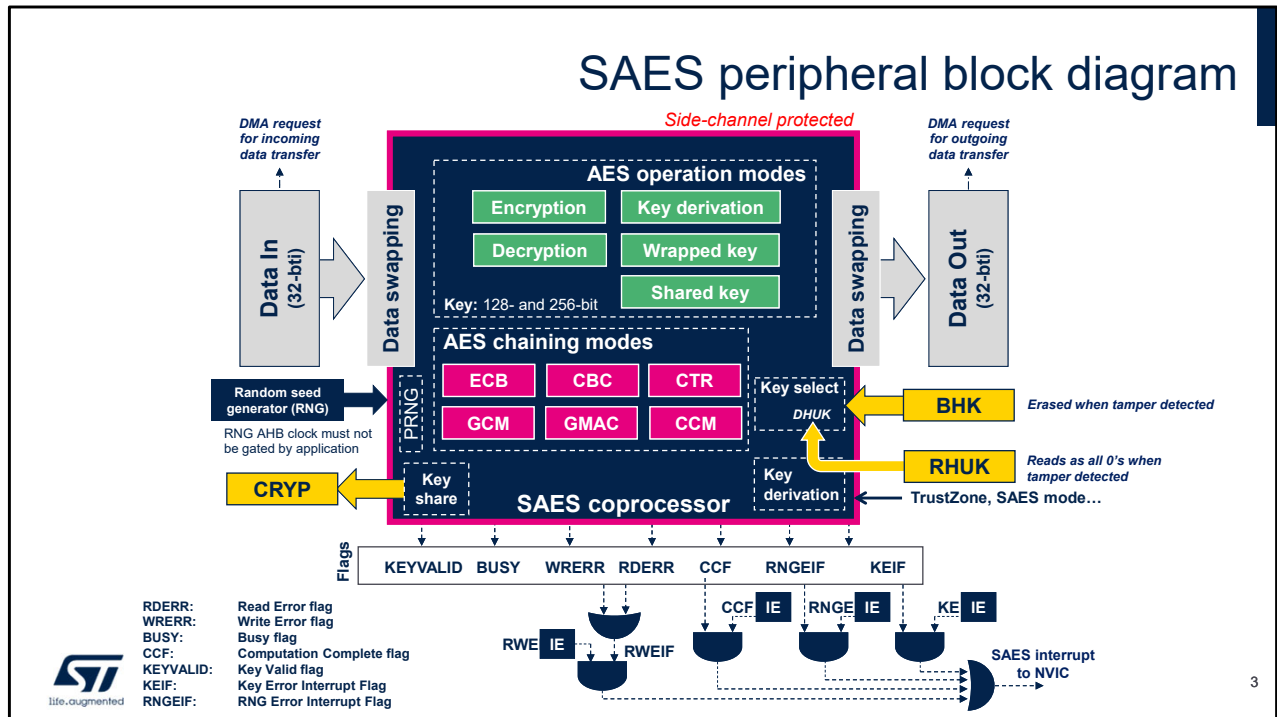 SAES peripheral block diagram
Side-channel protected
DMA request
for incoming
data transfer
DMA request
for outgoing
data transfer
Data In
(32-bti)
Data swapping
AES operation modes
Encryption
Key derivation
Decryption
Wrapped key
Shared key
Key: 128- and 256-bit
Data swapping
Data Out
(32-bti)
AES chaining modes
ECB
CBC
CTR
GCM
GMAC
CCM
Random seed
generator (RNG)
RNG AHB clock must not
be gated by application
PRNG
Key select
DHUK
BHK
Erased when tamper detected
RHUK
Reads as all 0's when
tamper detected
CRYP
Key
share
Key
derivation
SAES coprocessor
TrustZone, SAES mode…
Flags
KEYVALID
BUSY
WRERR
RDERR
CCF
RNGEIF
KEIF
CCF IE
RNGE IE
KE IE
RWE IE
RWEIF
SAES interrupt
to NVIC
RDERR: Read Error flag
WRERR: Write Error flag
BUSY: Busy flag
CCF: Computation Complete flag
KEYVALID: Key Valid flag
KEIF: Key Error Interrupt Flag
RNGEIF: RNG Error Interrupt Flag
ST
life.augmented
3